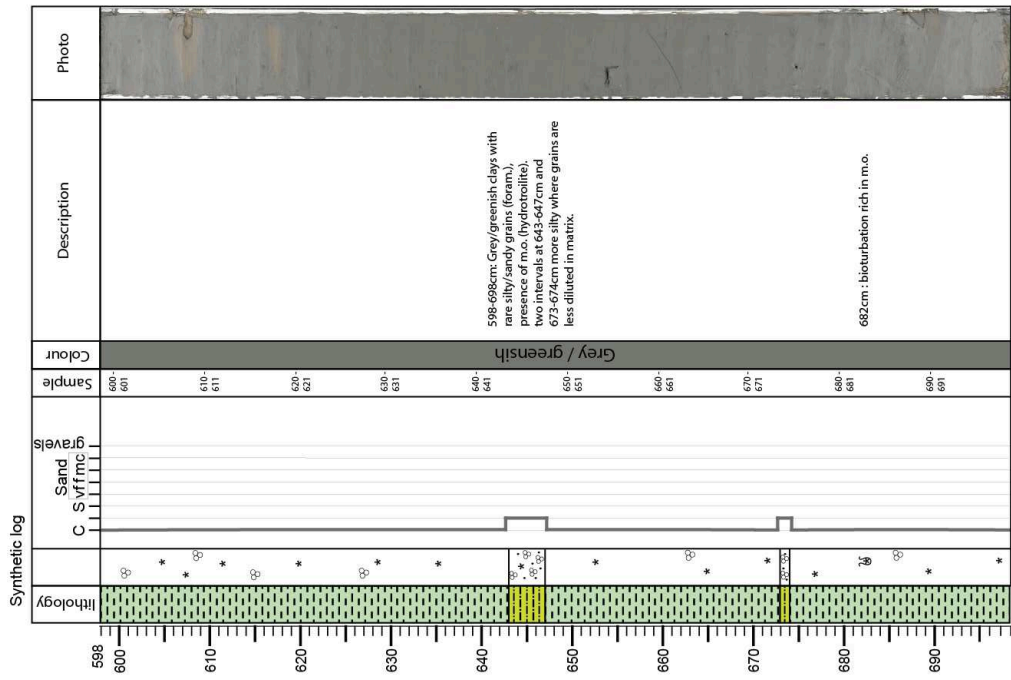 Synthetic log
lithology
Sand
C
S
vf f m c
gravels
Sample
Colour
Description
Photo
598
600
610
620
630
640
650
660
670
680
690
600 -
601
610 -
611
620 -
621
630 -
631
640 -
641
650 -
651
660 -
661
670 -
671
680 -
681
690 -
691
Grey / greensih
598-698cm: Grey/greenish clays with
rare silty/sandy grains (foram.),
presence of m.o. (hydrotroilite).
two intervals at 643-647cm and
673-674cm more silty where grains are
less diluted in matrix.
682cm : bioturbation rich in m.o.